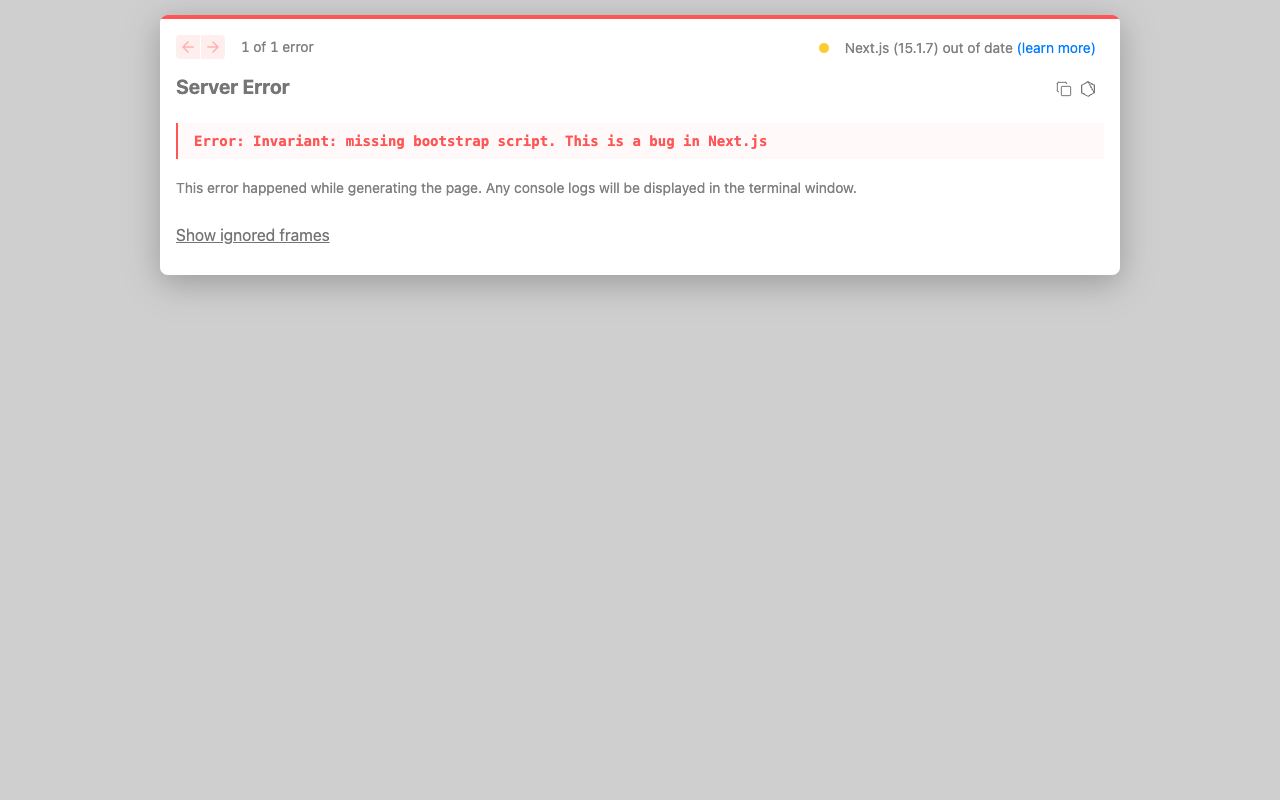 1 of 1 error
Next.js (15.1.7) out of date (learn more)
Server Error
Error: Invariant: missing bootstrap script. This is a bug in Next.js
This error happened while generating the page. Any console logs will be displayed in the terminal window.
Show ignored frames